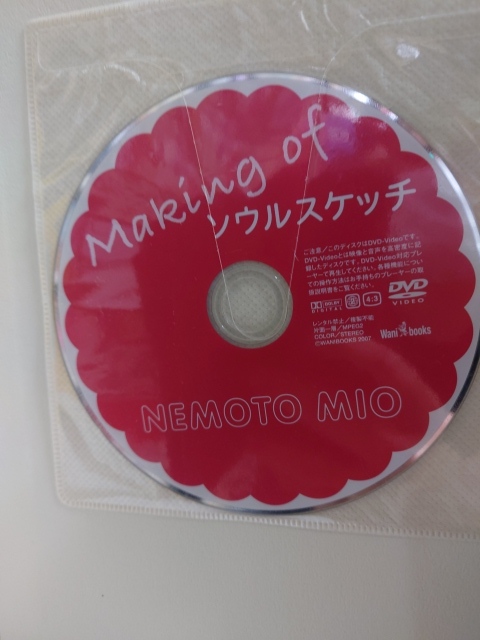 Making of
ソウルスケッチ
ご注意／このディスクはDVD-Videoです。
DVD-Videoとは映像と音声を高密度に記
録したディスクです。DVD-Video対応プレ
ーヤーで再生してください。各種機能につい
ての操作方法はお手持ちのプレーヤーの取
扱説明書をご覧ください。
DOLBY
DIGITAL
4:3
DVD
VIDEO
レンタル禁止／複製不能
片面一層／MPEG2
COLOR／STEREO
©WANIBOOKS 2007
Wani books
NEMOTO MIO